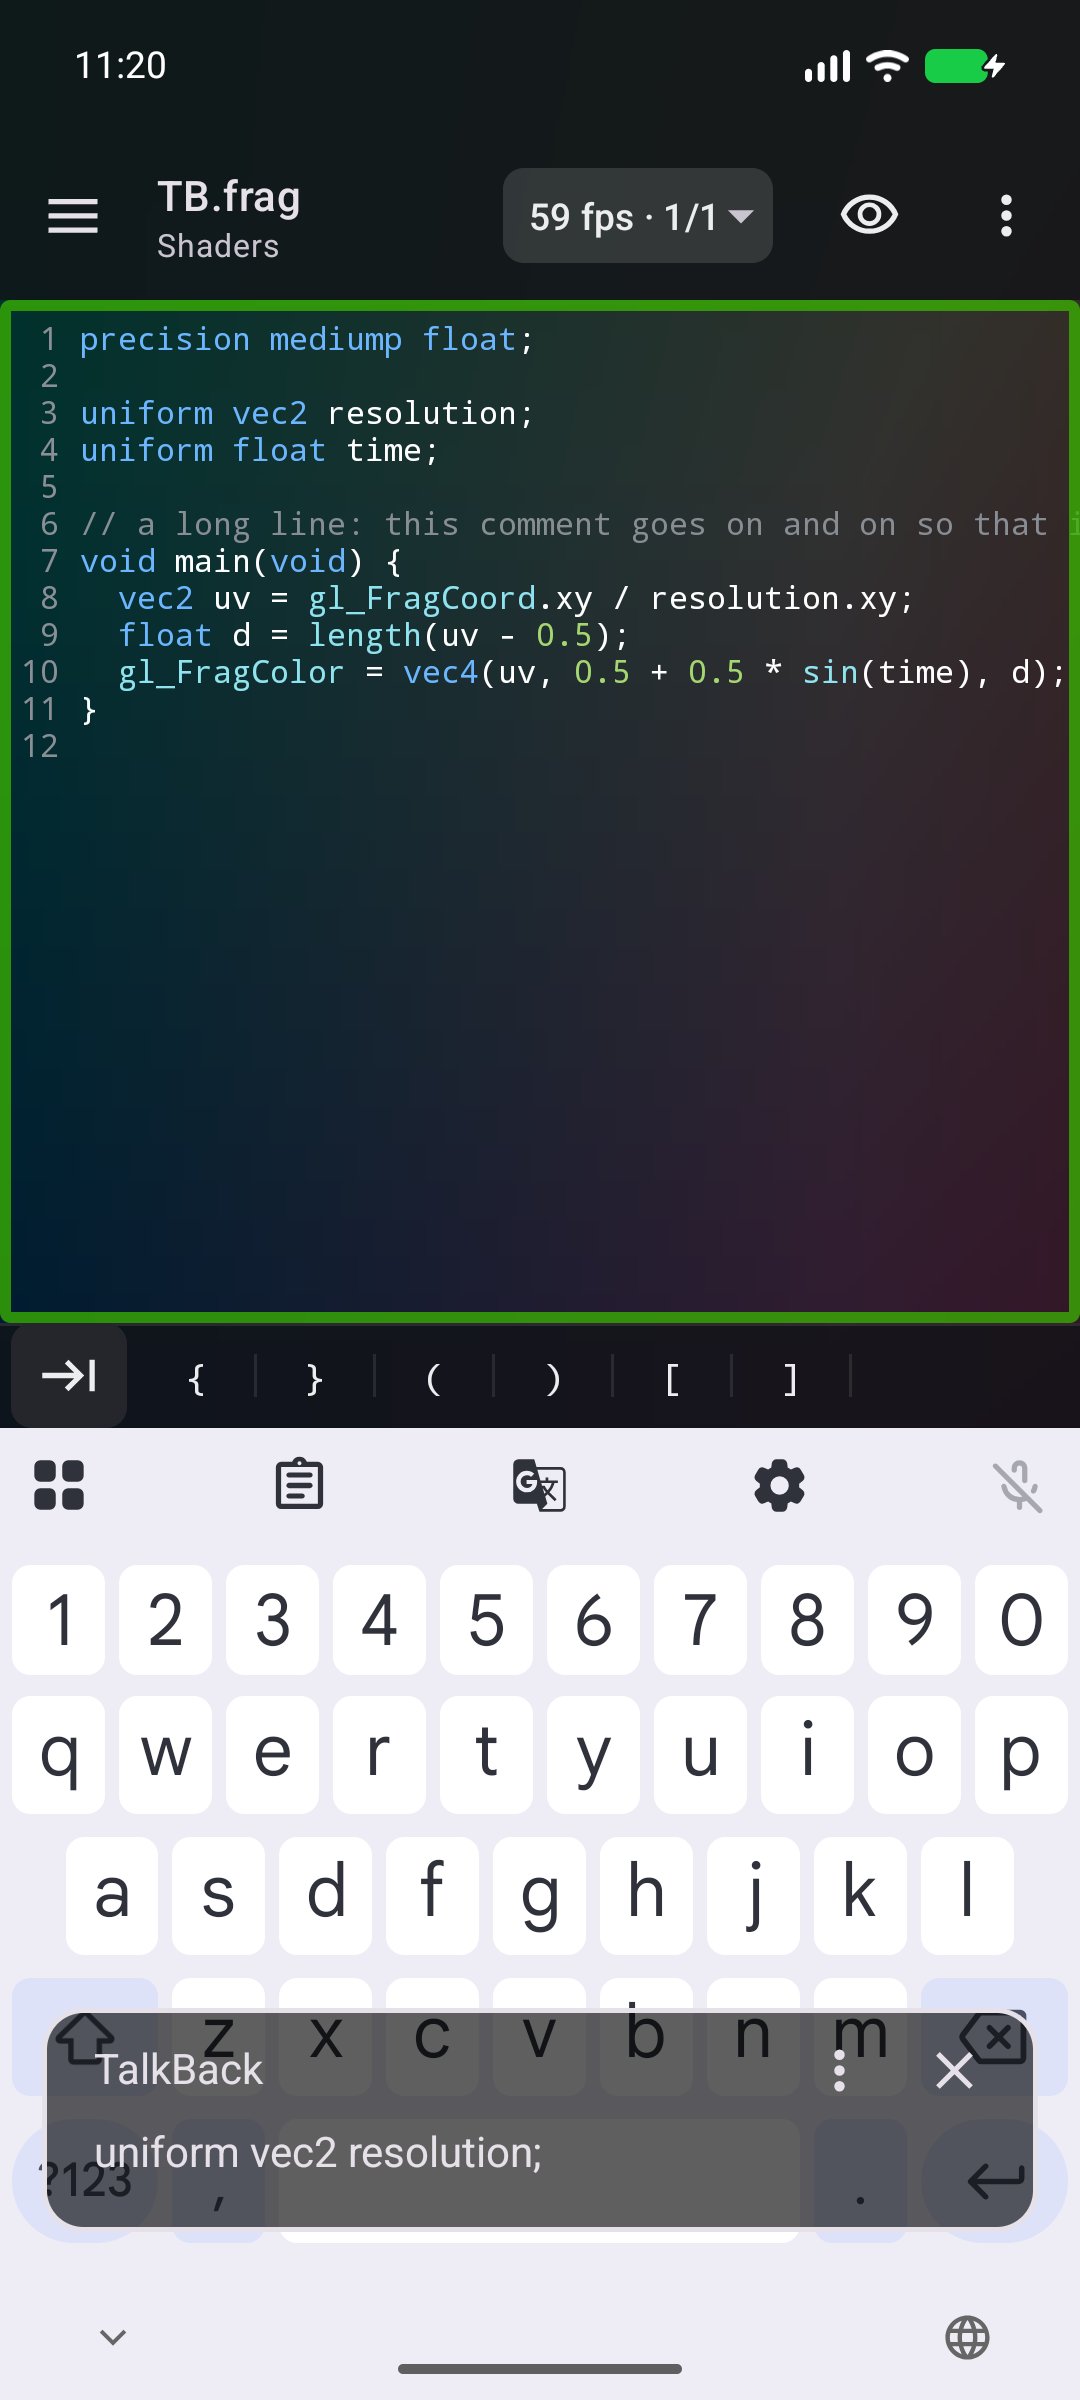 11:20
TB.frag
Shaders
59 fps · 1/1
1 precision mediump float;
2
3 uniform vec2 resolution;
4 uniform float time;
5
6 // a long line: this comment goes on and on so that i
7 void main(void) {
8   vec2 uv = gl_FragCoord.xy / resolution.xy;
9   float d = length(uv - 0.5);
10   gl_FragColor = vec4(uv, 0.5 + 0.5 * sin(time), d);
11 }
12
{ } ( ) [ ]
1 2 3 4 5 6 7 8 9 0
q w e r t y u i o p
a s d f g h j k l
z x c v b n m
TalkBack
uniform vec2 resolution;
?123 , .